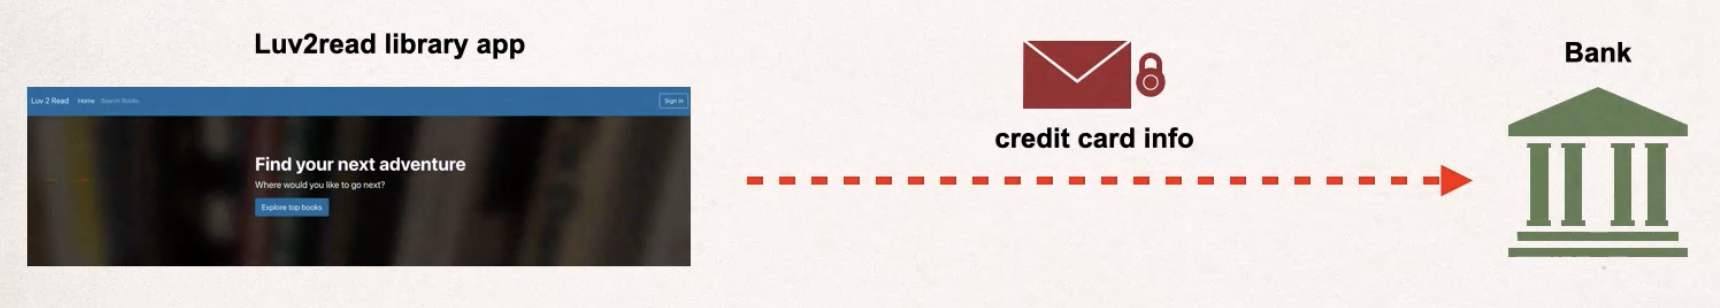 Luv2read library app
Luv 2 Read Home Search Books Sign in
Find your next adventure
Where would you like to go next?
Explore top books
credit card info
Bank